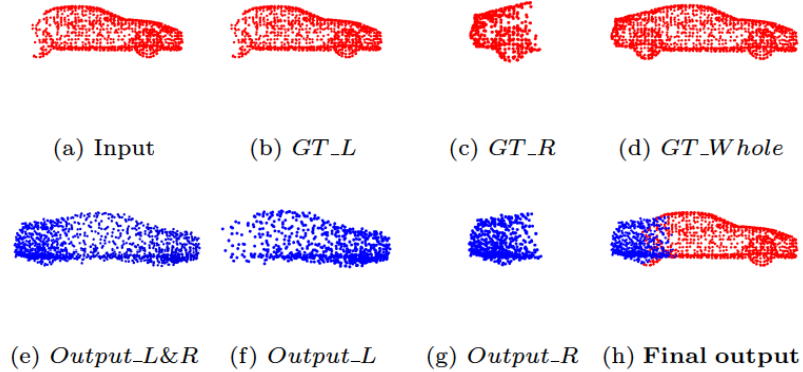 (a) Input (b) GT_L (c) GT_R (d) GT_Whole
(e) Output_L&R (f) Output_L (g) Output_R (h) Final output